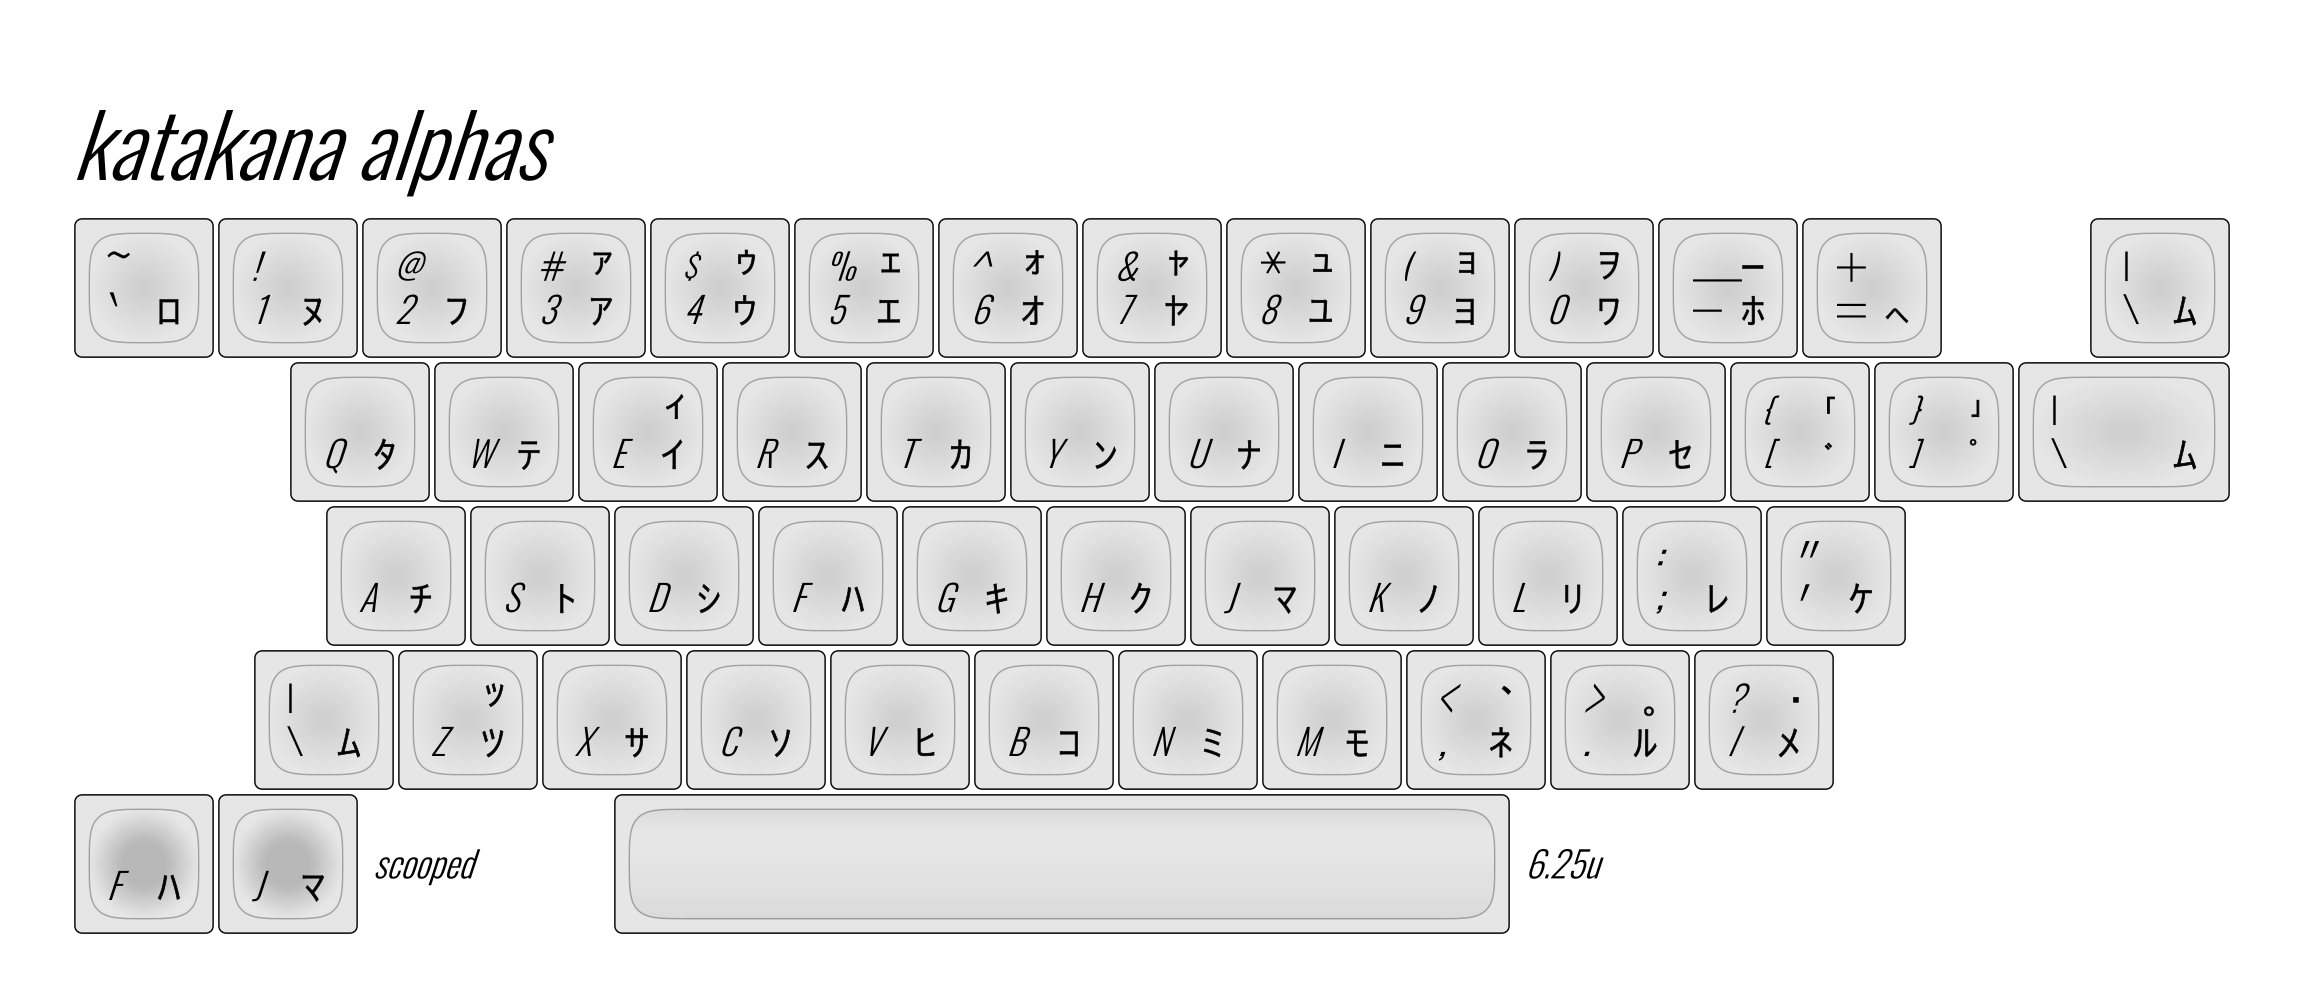 katakana alphas
~ ! @ # ァ $ ゥ % ェ ^ ォ & ャ * ュ ( ョ ) ヲ _ ー + |
` ロ 1 ヌ 2 フ 3 ア 4 ウ 5 エ 6 オ 7 ヤ 8 ユ 9 ヨ 0 ワ - ホ = ヘ \ ム
ィ { 「 } 」 |
Q タ W テ E イ R ス T カ Y ン U ナ I ニ O ラ P セ [ ゙ ] ゚ \ ム
: "
A チ S ト D シ F ハ G キ H ク J マ K ノ L リ ; レ ' ケ
| ッ < 、 > 。 ? ・
\ ム Z ツ X サ C ソ V ヒ B コ N ミ M モ , ネ . ル / メ
F ハ J マ scooped 6.25u